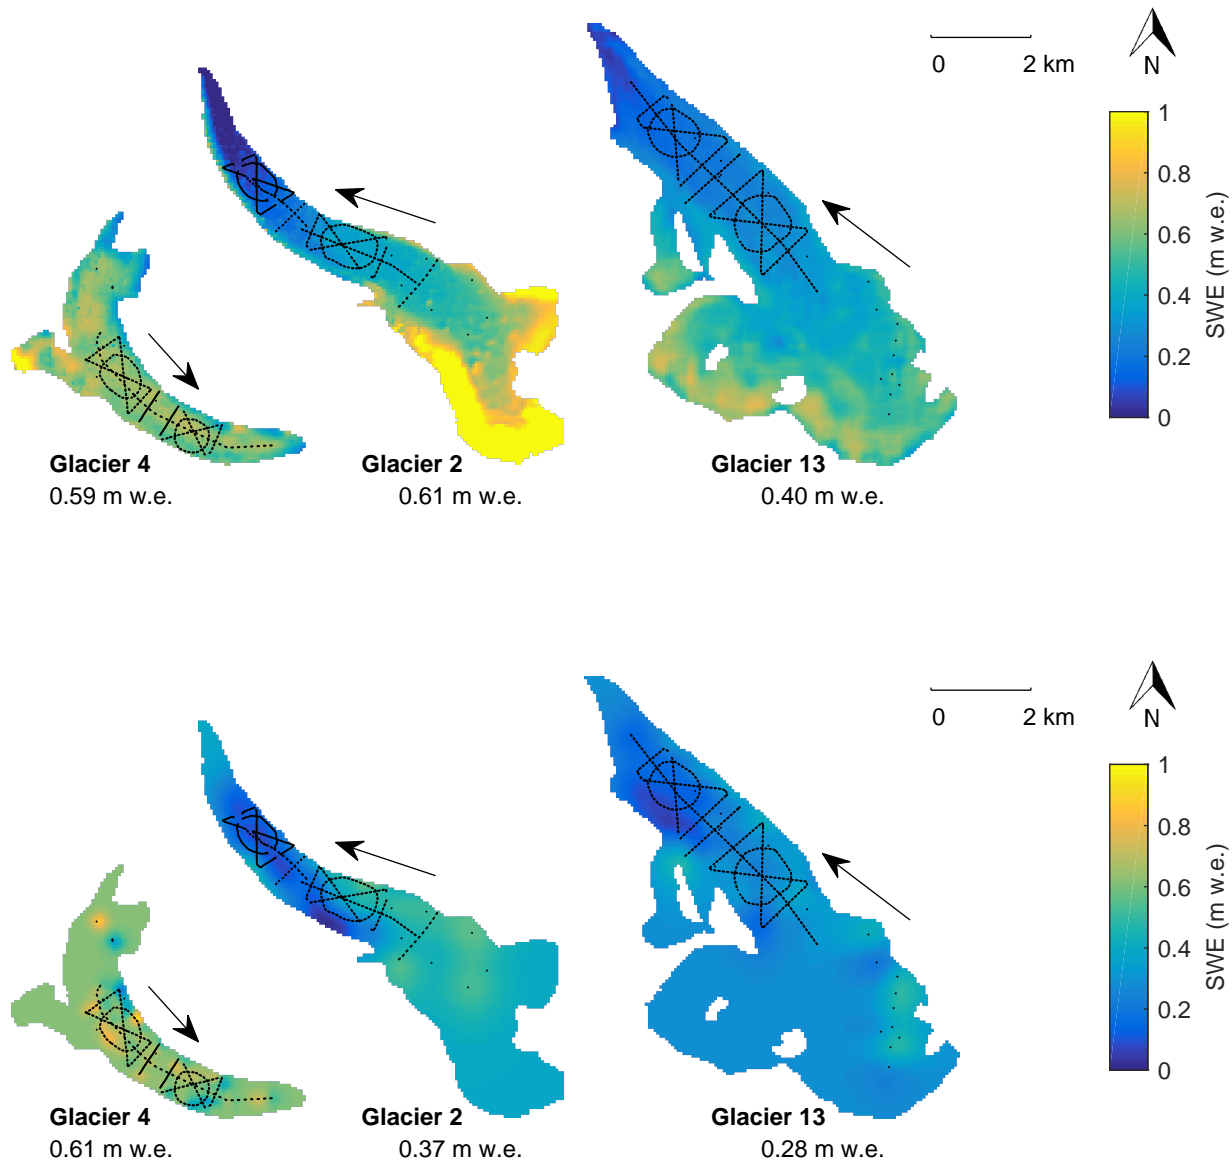 0 2 km
N
1
0.8
0.6
0.4
0.2
0
SWE (m w.e.)
Glacier 4
0.59 m w.e.
Glacier 2
0.61 m w.e.
Glacier 13
0.40 m w.e.
0 2 km
N
1
0.8
0.6
0.4
0.2
0
SWE (m w.e.)
Glacier 4
0.61 m w.e.
Glacier 2
0.37 m w.e.
Glacier 13
0.28 m w.e.